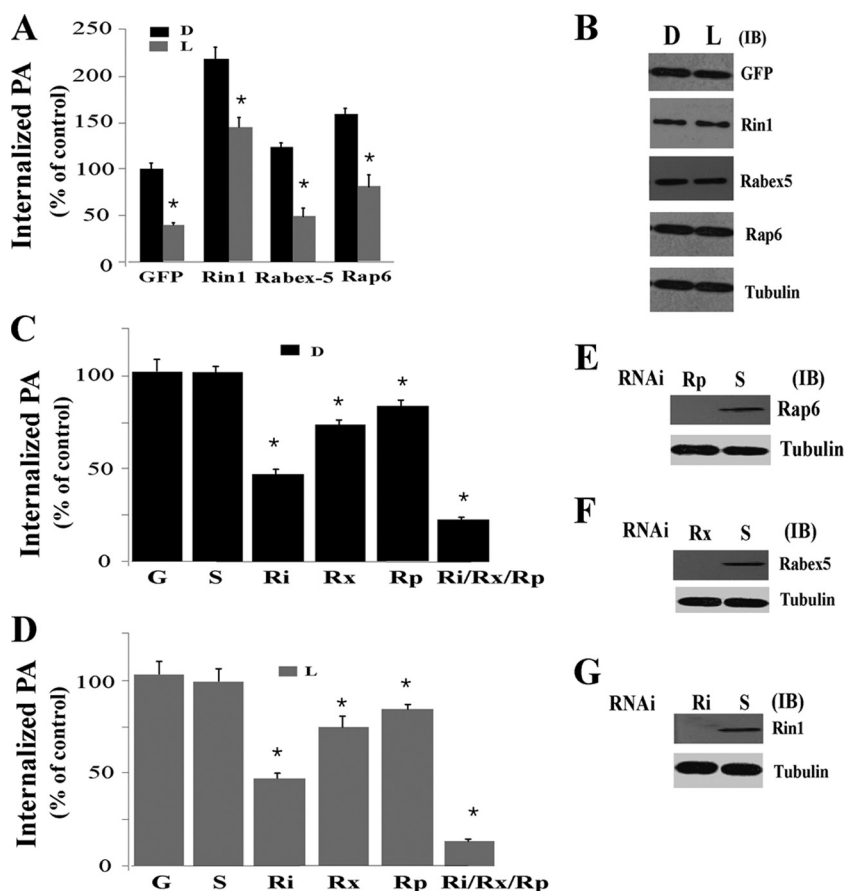 A
D
L
Internalized PA
(% of control)
250
200
150
100
50
0
*
*
*
*
GFP Rin1 Rabex-5 Rap6
B
D L (IB)
GFP
Rin1
Rabex5
Rap6
Tubulin
C
D
Internalized PA
(% of control)
100
50
0
*
*
*
*
G S Ri Rx Rp Ri/Rx/Rp
D
L
Internalized PA
(% of control)
100
50
0
*
*
*
*
G S Ri Rx Rp Ri/Rx/Rp
E
RNAi Rp S (IB)
Rap6
Tubulin
F
RNAi Rx S (IB)
Rabex5
Tubulin
G
RNAi Ri S (IB)
Rin1
Tubulin